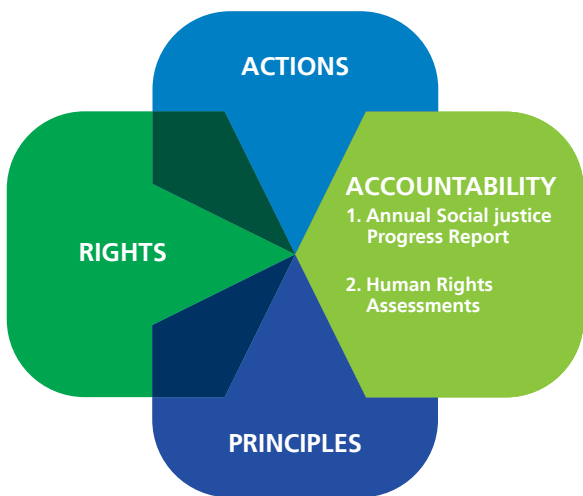 ACTIONS
RIGHTS
ACCOUNTABILITY
1. Annual Social justice
Progress Report
2. Human Rights
Assessments
PRINCIPLES